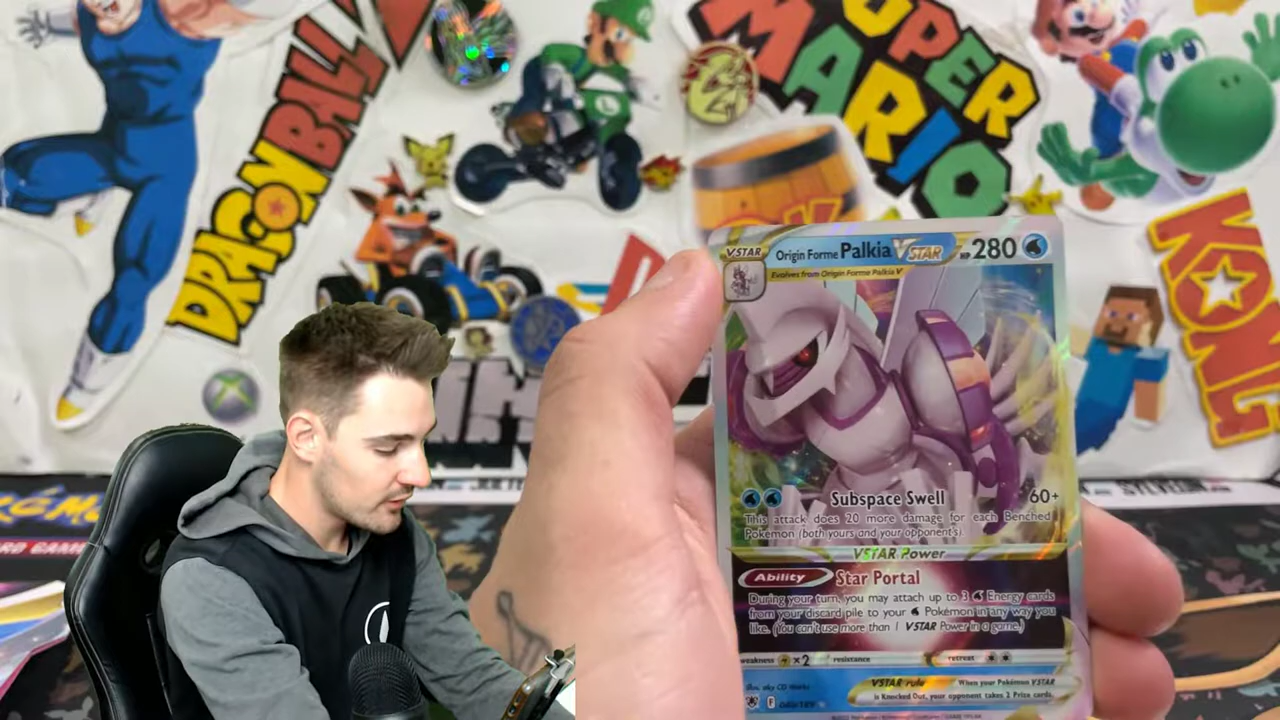 DRAGONBALL
SUPER
MARIO
KONG
VSTAR
Origin Forme Palkia VSTAR
HP 280
Evolves from Origin Forme Palkia V
Subspace Swell
60+
This attack does 20 more damage for each Benched
Pokémon (both yours and your opponent's).
VSTAR Power
Ability
Star Portal
During your turn, you may attach up to 3 Energy cards
from your discard pile to your Pokémon in any way you
like. (You can't use more than 1 VSTAR Power in a game.)
weakness ×2 resistance retreat
VSTAR rule
When your Pokémon VSTAR
is Knocked Out, your opponent takes 2 Prize cards.